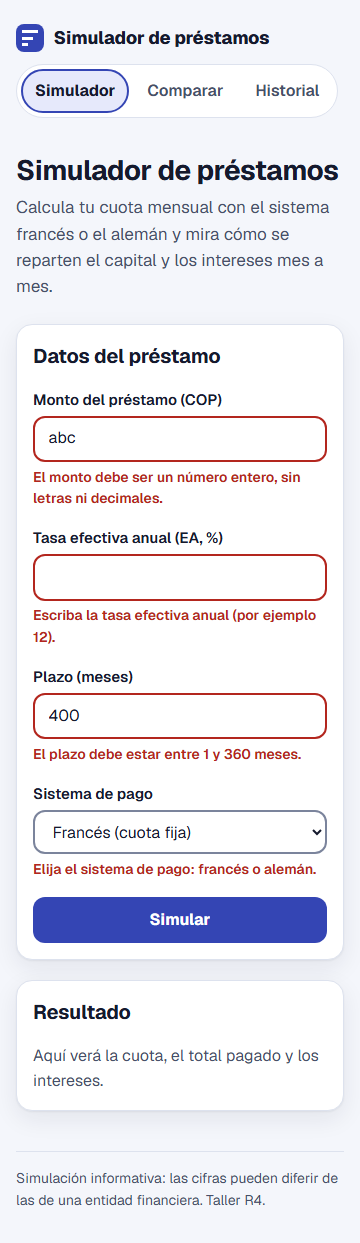 Simulador de préstamos
Simulador
Comparar
Historial
Simulador de préstamos
Calcula tu cuota mensual con el sistema
francés o el alemán y mira cómo se
reparten el capital y los intereses mes a
mes.
Datos del préstamo
Monto del préstamo (COP)
abc
El monto debe ser un número entero, sin
letras ni decimales.
Tasa efectiva anual (EA, %)
Escriba la tasa efectiva anual (por ejemplo
12).
Plazo (meses)
400
El plazo debe estar entre 1 y 360 meses.
Sistema de pago
Francés (cuota fija)
Elija el sistema de pago: francés o alemán.
Simular
Resultado
Aquí verá la cuota, el total pagado y los
intereses.
Simulación informativa: las cifras pueden diferir de
las de una entidad financiera. Taller R4.